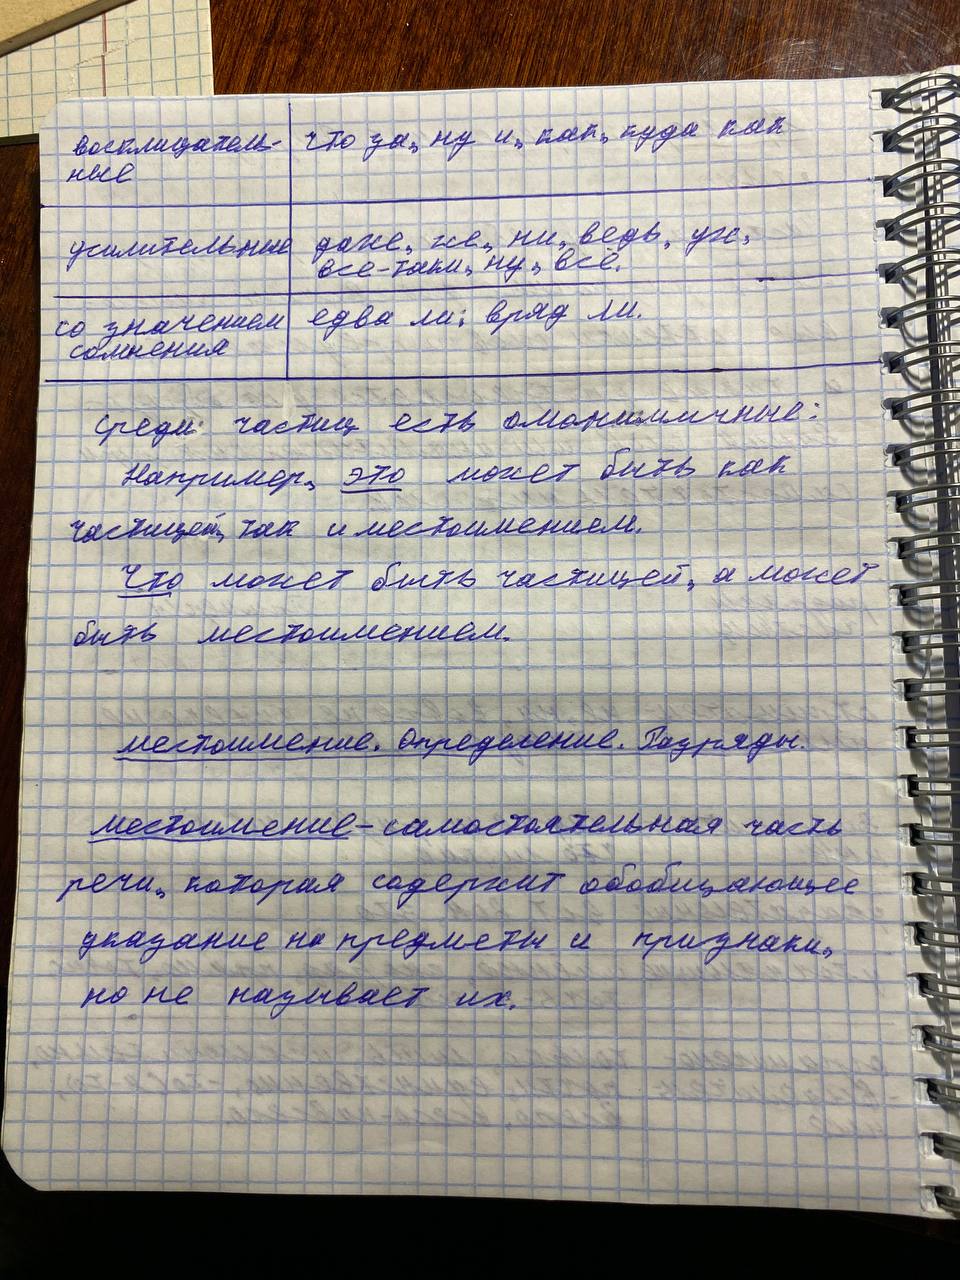 восклицатель- что за, ну и, как, куда как
ные
усилительные даже, же, ни, ведь, уж,
всё-таки, ну, всё.
со значением едва ли; вряд ли.
сомнения
Среди частиц есть омонимичные:
Например, это может быть как
частицей, так и местоимением.
Что может быть частицей, а может
быть местоимением.
Местоимение. Определение. Разряды.
Местоимение - самостоятельная часть
речи, которая содержит обобщающее
указание на предметы и признаки,
но не называет их.